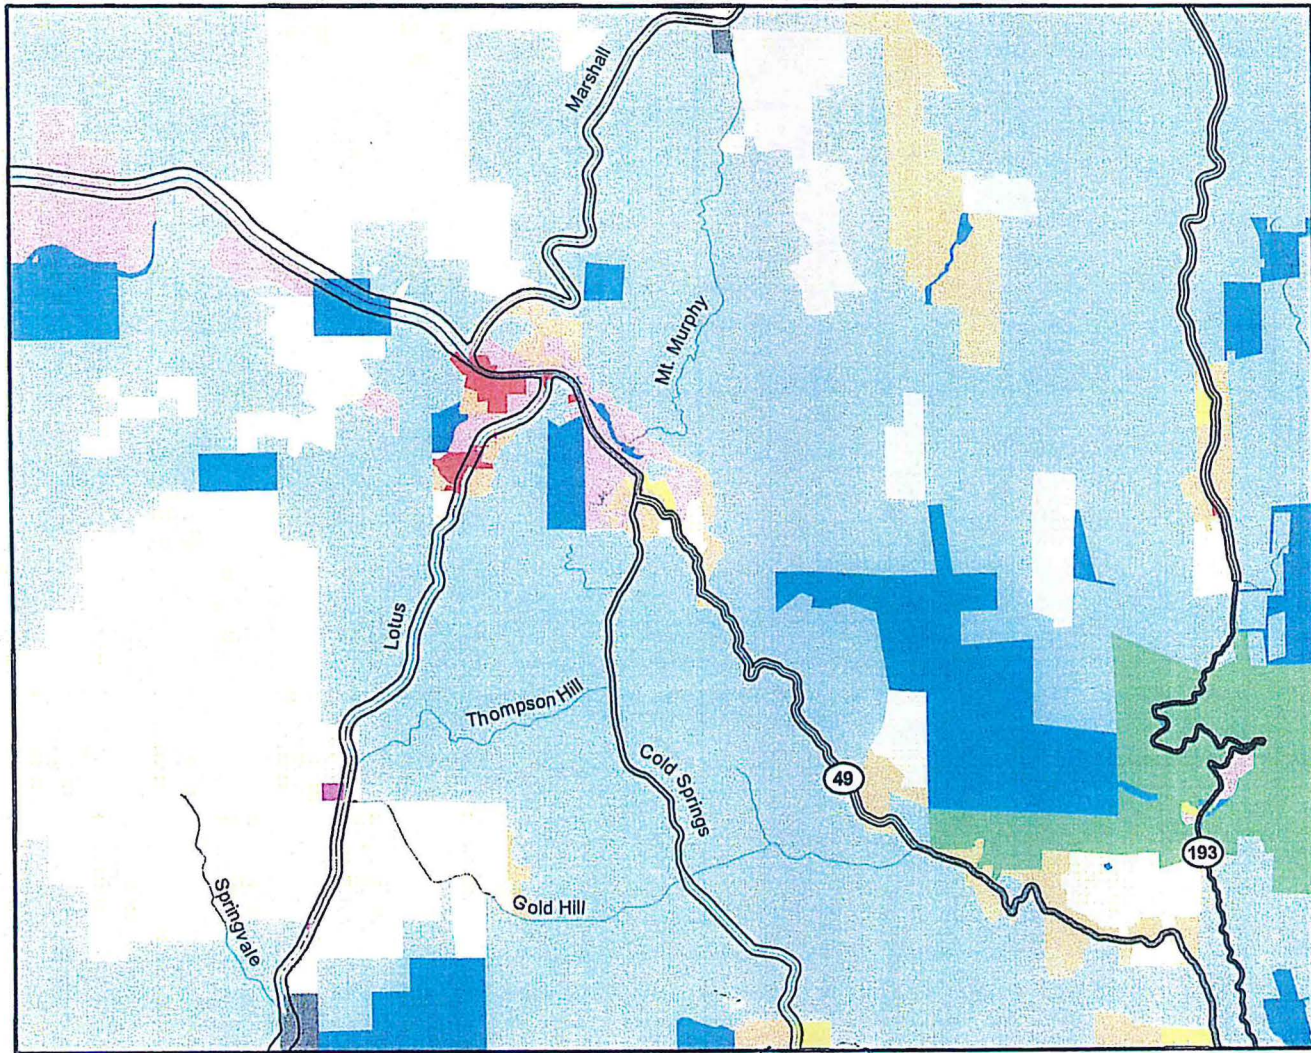 Marshall
Mt. Murphy
Lotus
Thompson Hill
Cold Springs
49
193
Gold Hill
Springvale